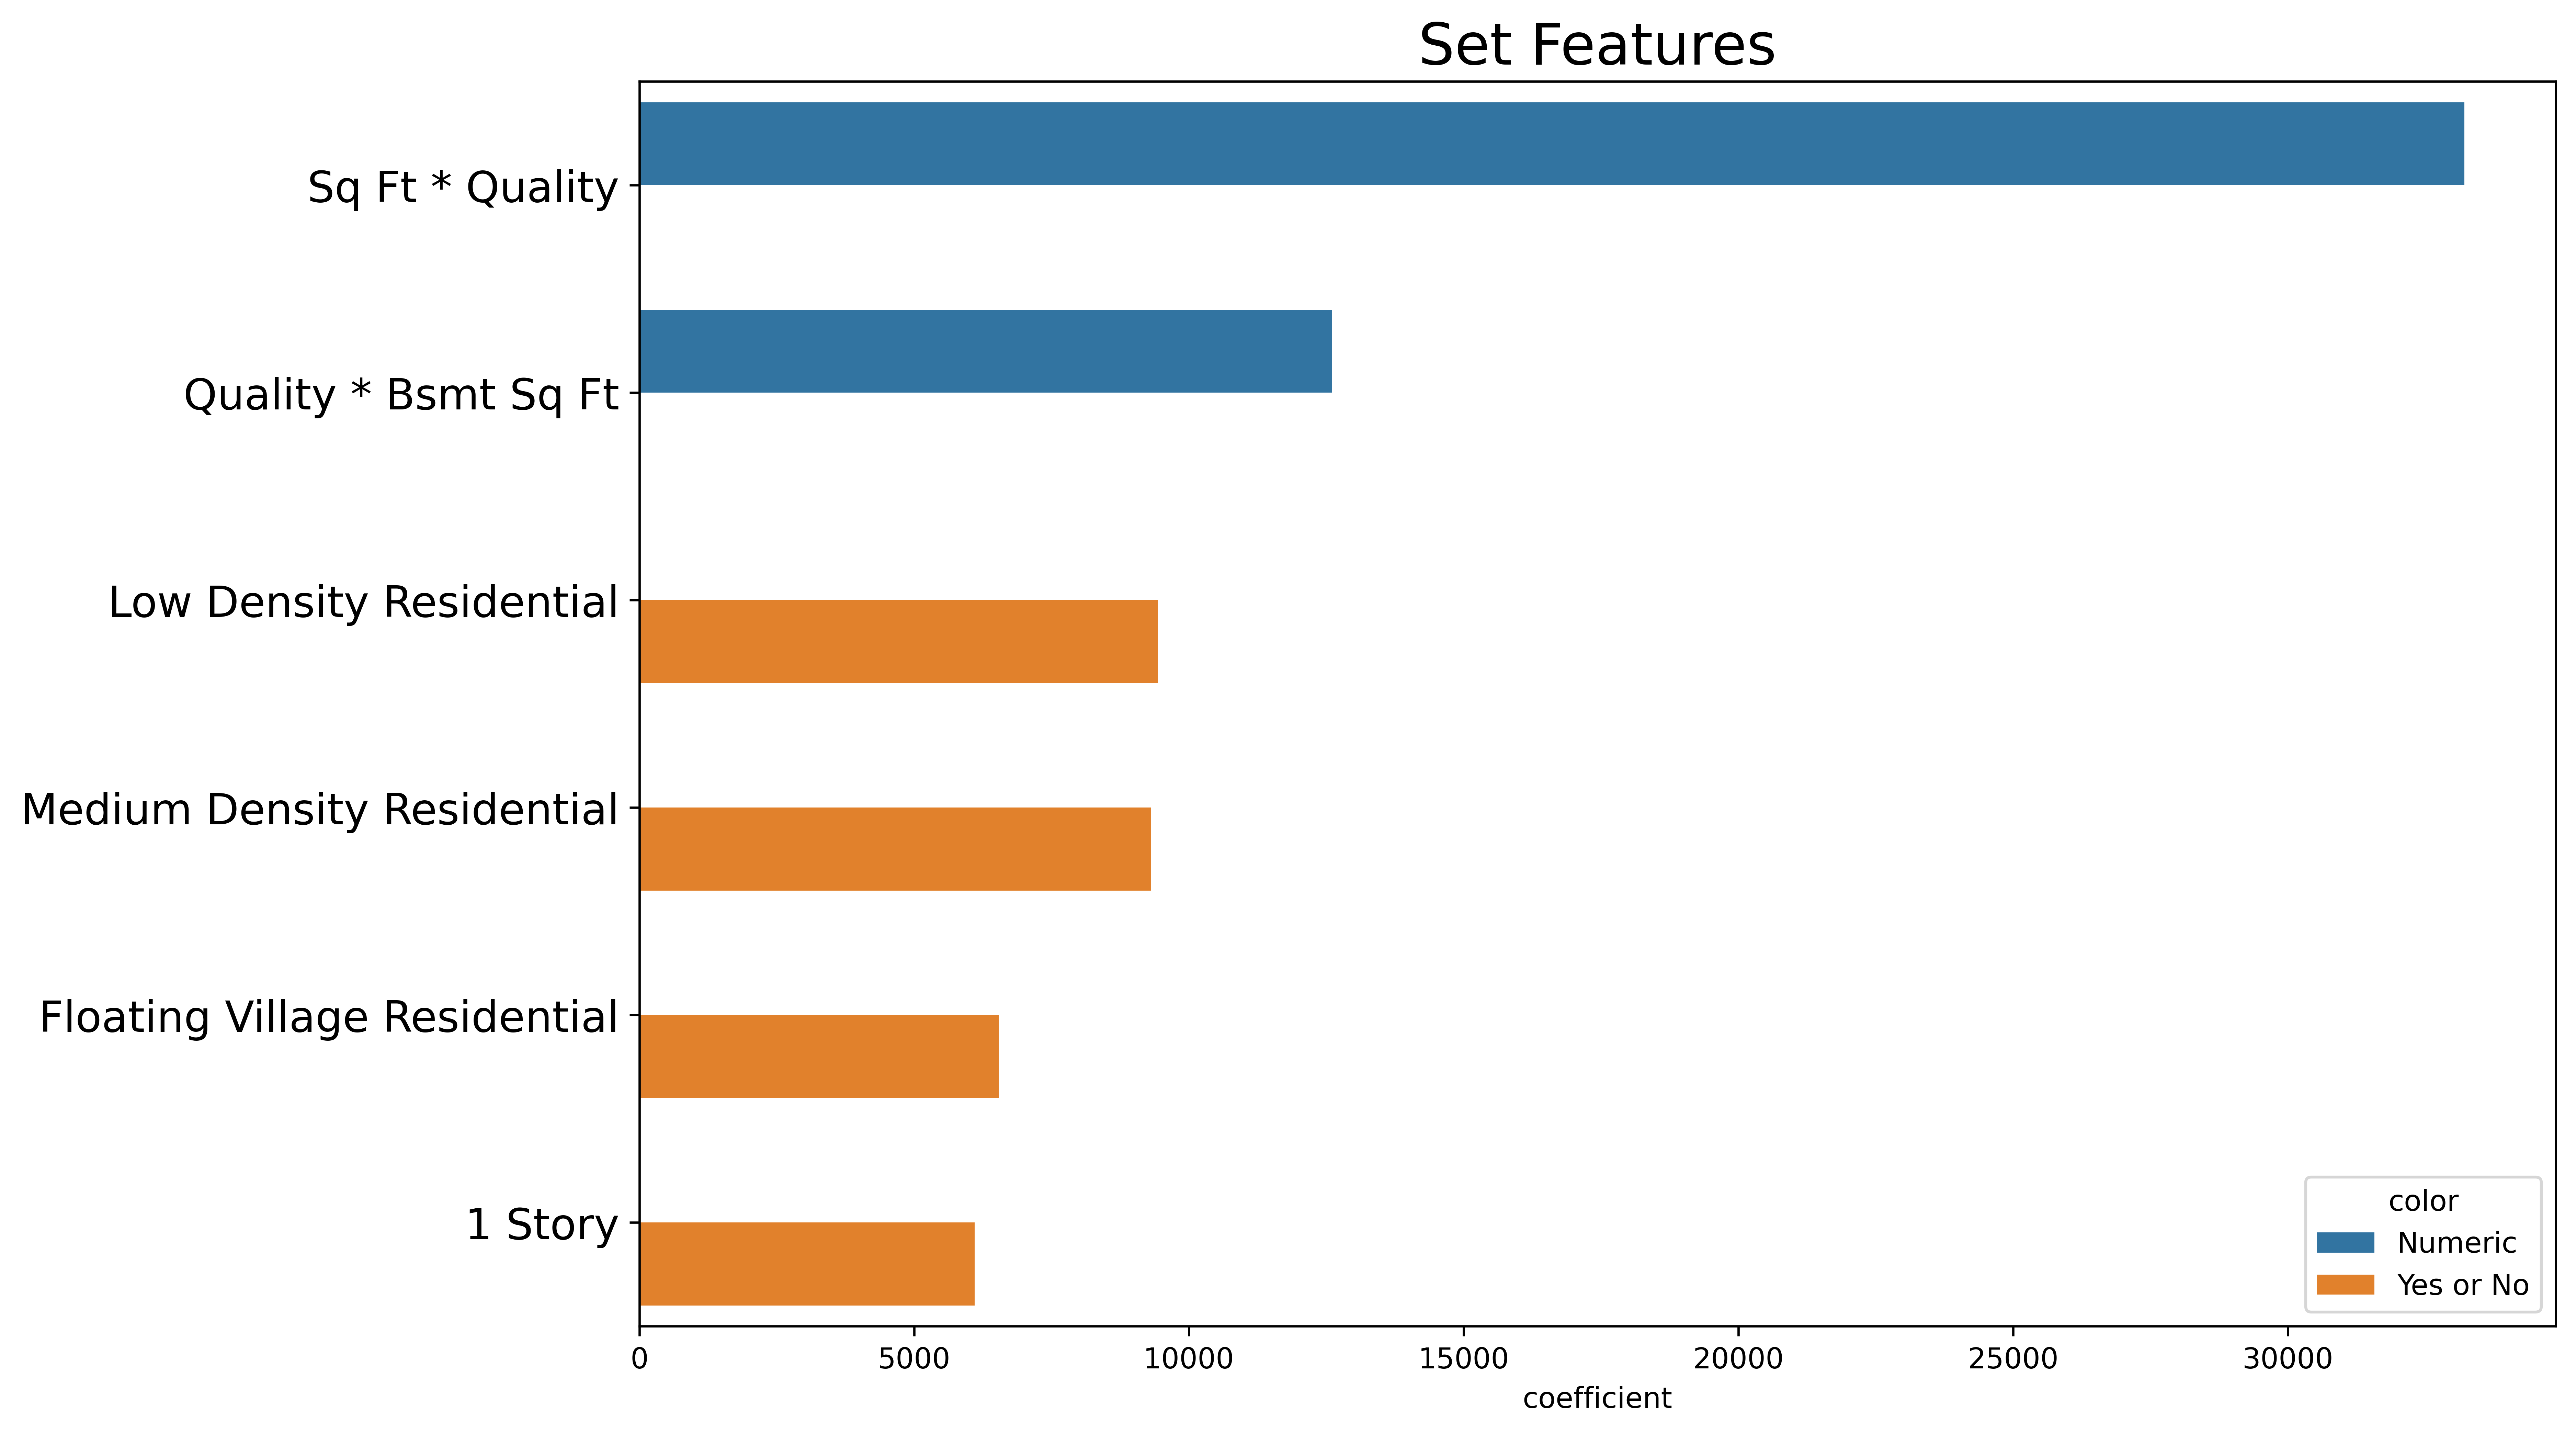 Set Features
Sq Ft * Quality
Quality * Bsmt Sq Ft
Low Density Residential
Medium Density Residential
Floating Village Residential
1 Story
color
Numeric
Yes or No
0 5000 10000 15000 20000 25000 30000
coefficient